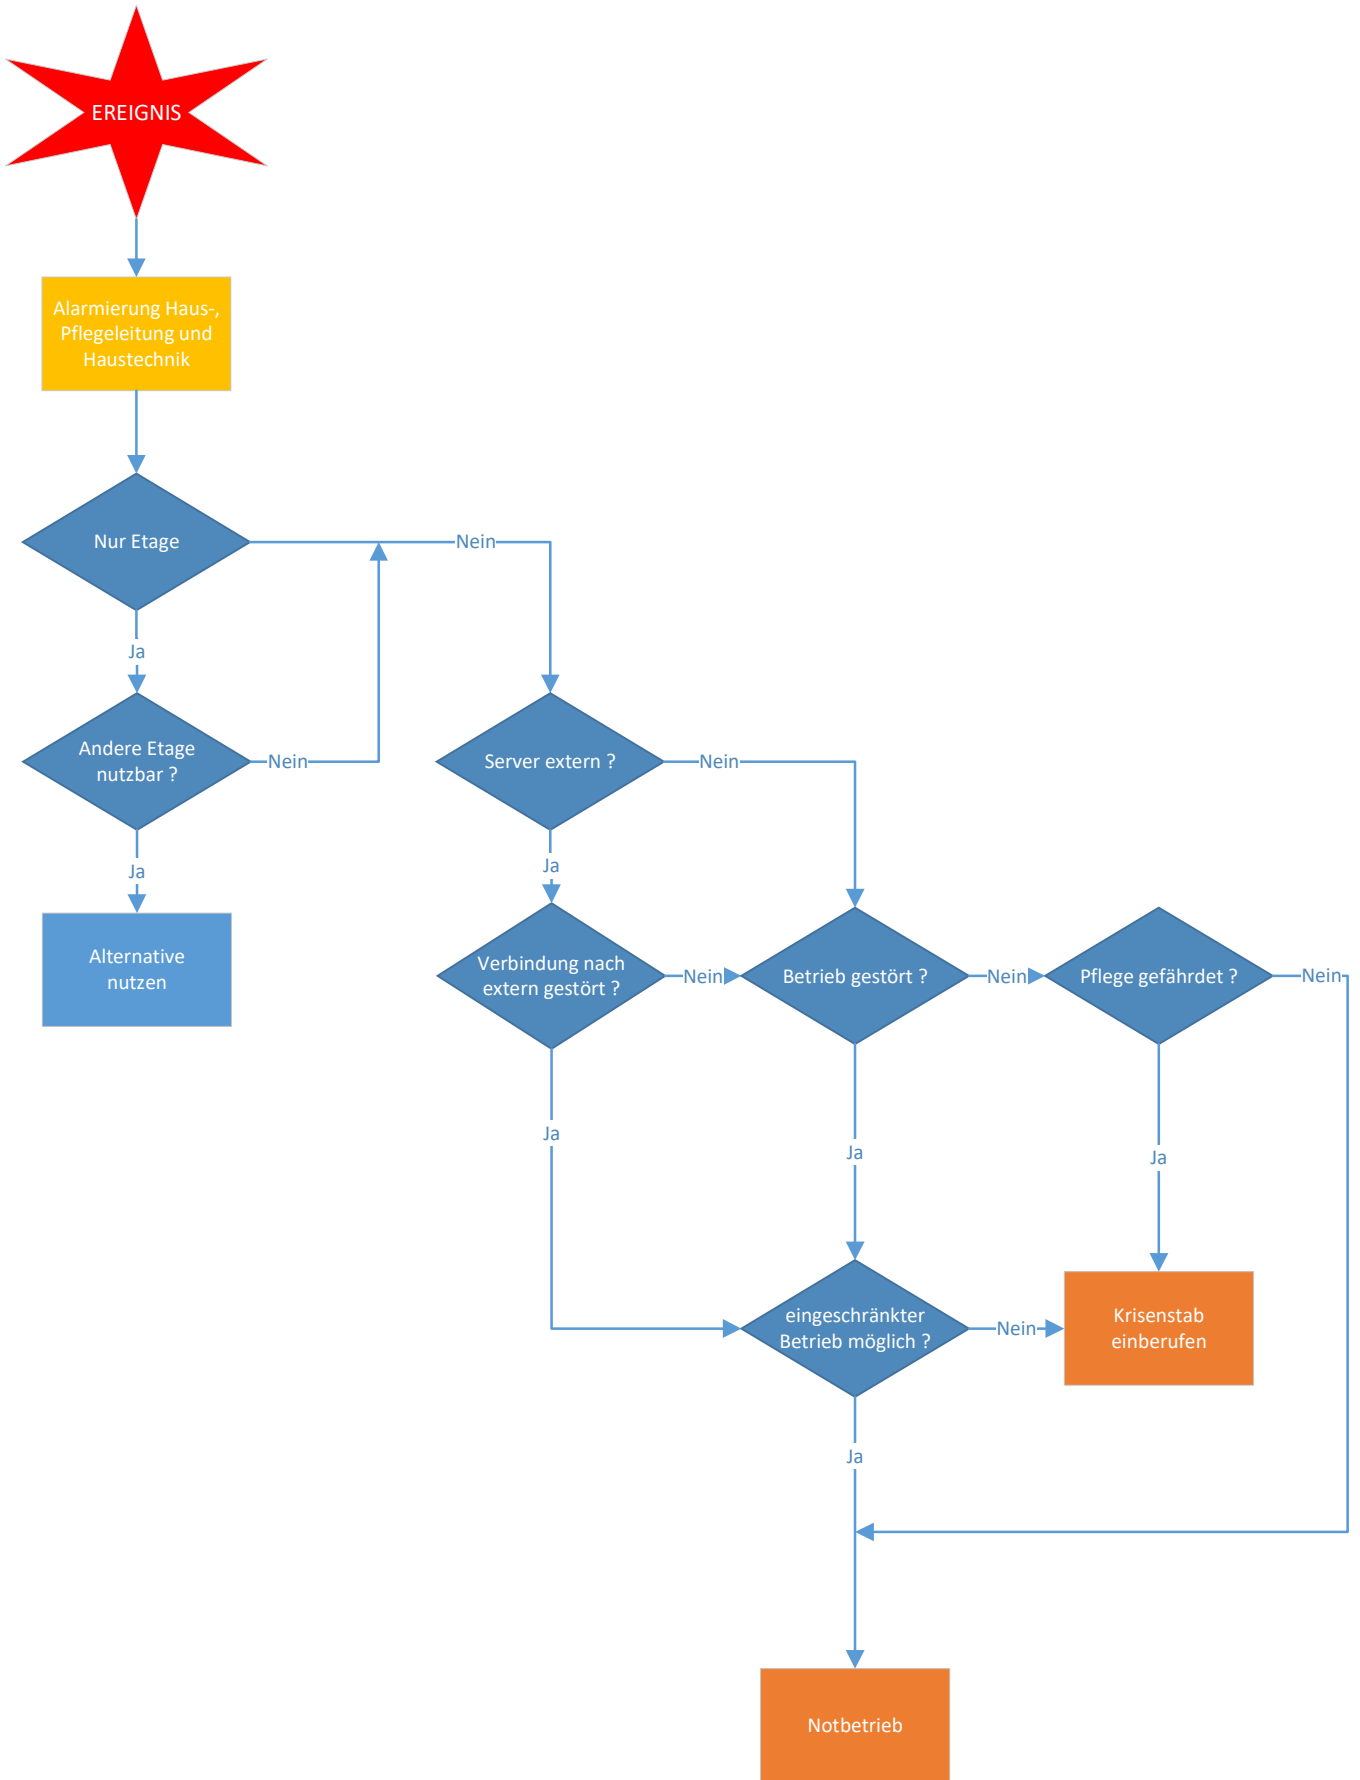 EREIGNIS
Alarmierung Haus-,
Pflegeleitung und
Haustechnik
Nur Etage
Nein
Ja
Andere Etage
nutzbar ?
Nein
Server extern ?
Nein
Ja
Ja
Alternative
nutzen
Verbindung nach
extern gestört ?
Nein
Betrieb gestört ?
Nein
Pflege gefährdet ?
Nein
Ja
Ja
Ja
eingeschränkter
Betrieb möglich ?
Nein
Krisenstab
einberufen
Ja
Notbetrieb